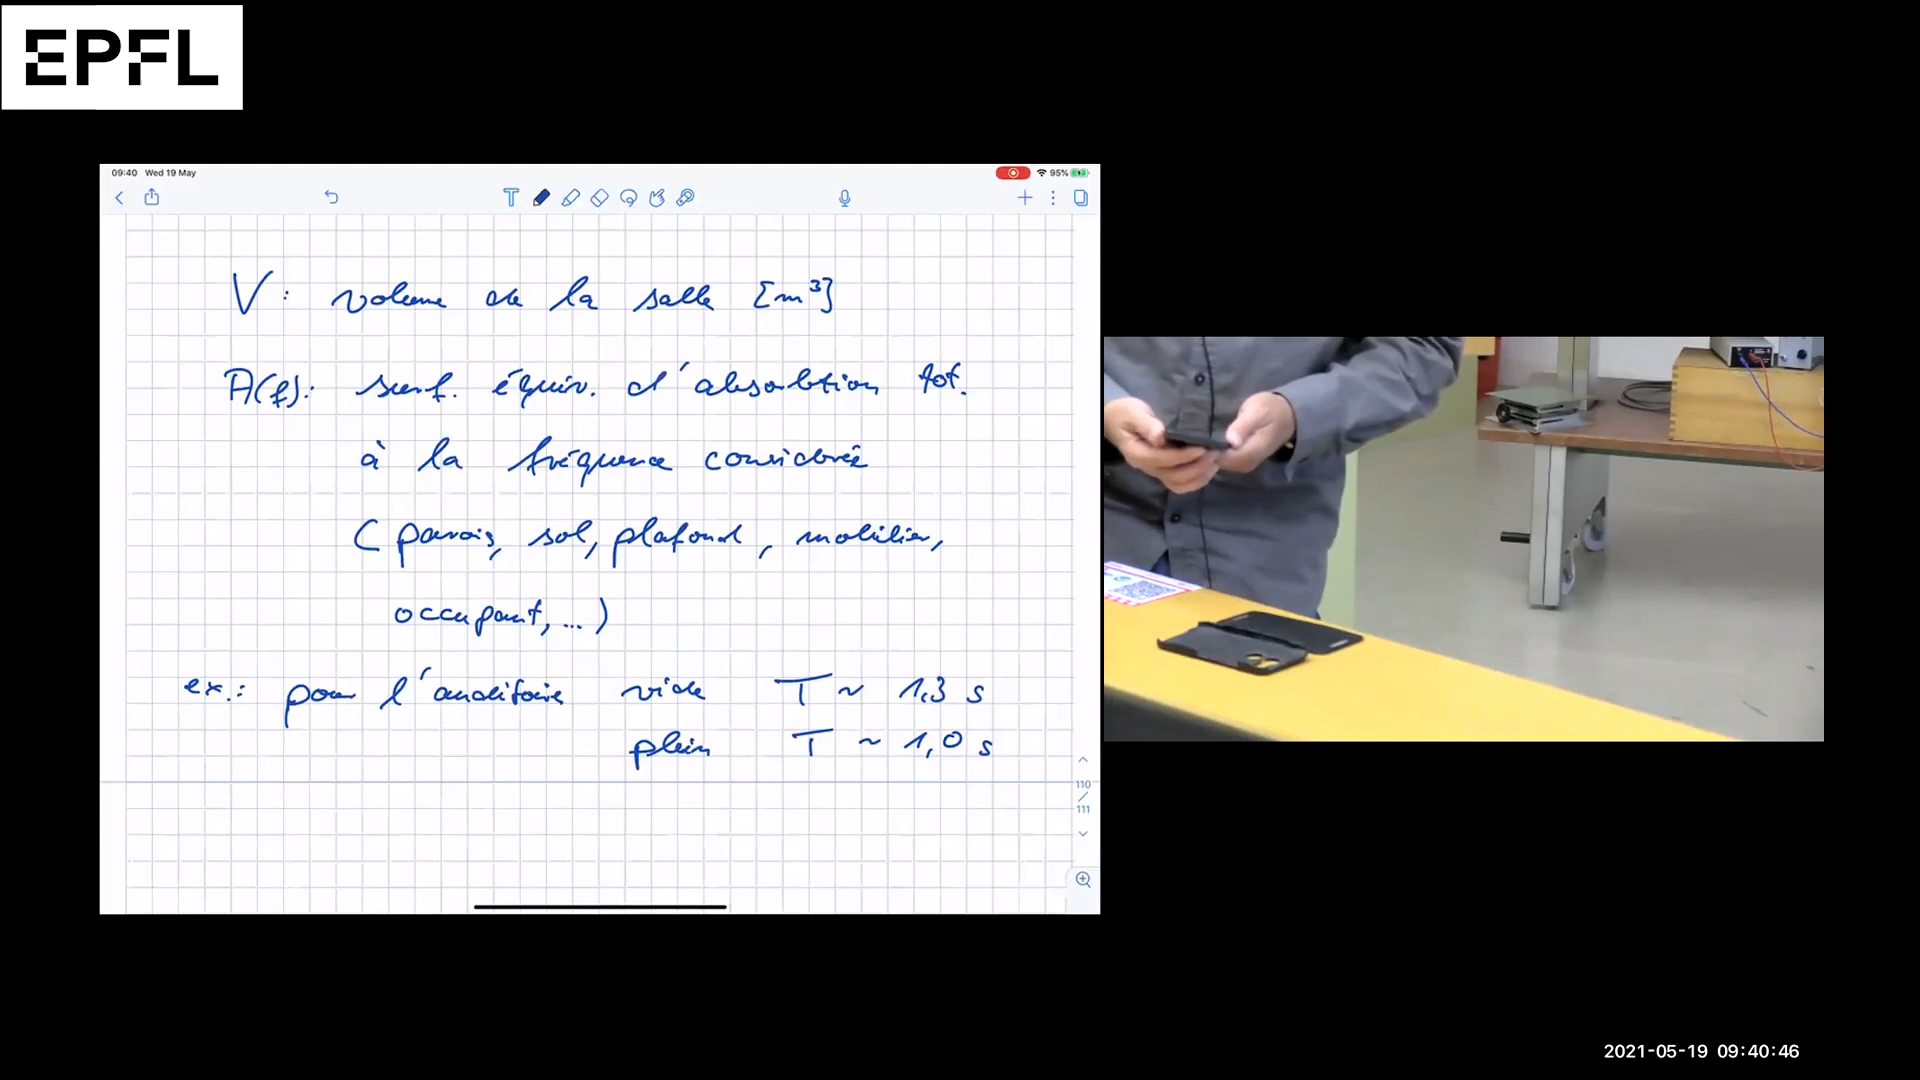 EPFL
09:40 Wed 19 May
95%
V: volume de la salle [m³]
A(f): surf. équiv. d'absorbtion tot.
à la fréquence considérée
(parois, sol, plafond, mobilier,
occupant, ...)
ex.: pour l'auditoire vide T ~ 1,3 s
plein T ~ 1,0 s
110
/
111
2021-05-19 09:40:46